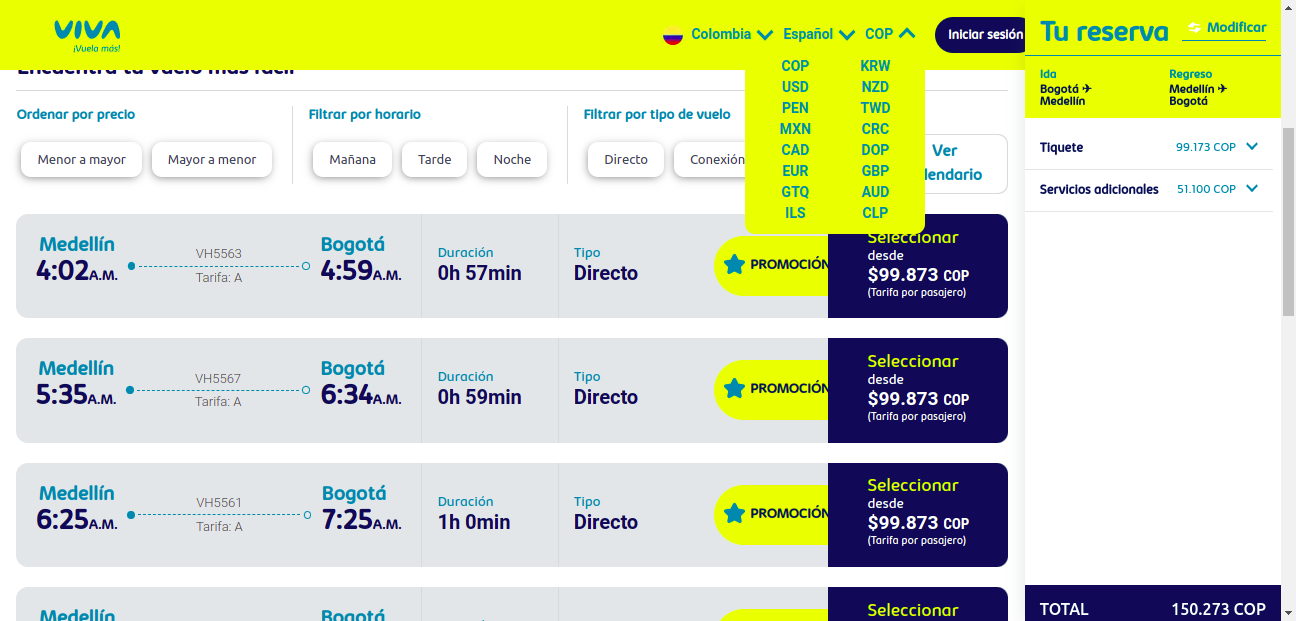 VIVA
¡Vuela más!
Colombia
Español
COP
Iniciar sesión
COP KRW
USD NZD
PEN TWD
MXN CRC
CAD DOP
EUR GBP
GTQ AUD
ILS CLP
Encuentra tu vuelo más fácil
Ordenar por precio
Menor a mayor
Mayor a menor
Filtrar por horario
Mañana
Tarde
Noche
Filtrar por tipo de vuelo
Directo
Conexión
Ver
lendario
Medellín
4:02A.M.
VH5563
Tarifa: A
Bogotá
4:59A.M.
Duración
0h 57min
Tipo
Directo
PROMOCIÓN
Seleccionar
desde
$99.873 COP
(Tarifa por pasajero)
Medellín
5:35A.M.
VH5567
Tarifa: A
Bogotá
6:34A.M.
Duración
0h 59min
Tipo
Directo
PROMOCIÓN
Seleccionar
desde
$99.873 COP
(Tarifa por pasajero)
Medellín
6:25A.M.
VH5561
Tarifa: A
Bogotá
7:25A.M.
Duración
1h 0min
Tipo
Directo
PROMOCIÓN
Seleccionar
desde
$99.873 COP
(Tarifa por pasajero)
Medellín
Bogotá
Seleccionar
Tu reserva
Modificar
Ida
Bogotá ✈
Medellín
Regreso
Medellín ✈
Bogotá
Tiquete 99.173 COP
Servicios adicionales 51.100 COP
TOTAL 150.273 COP